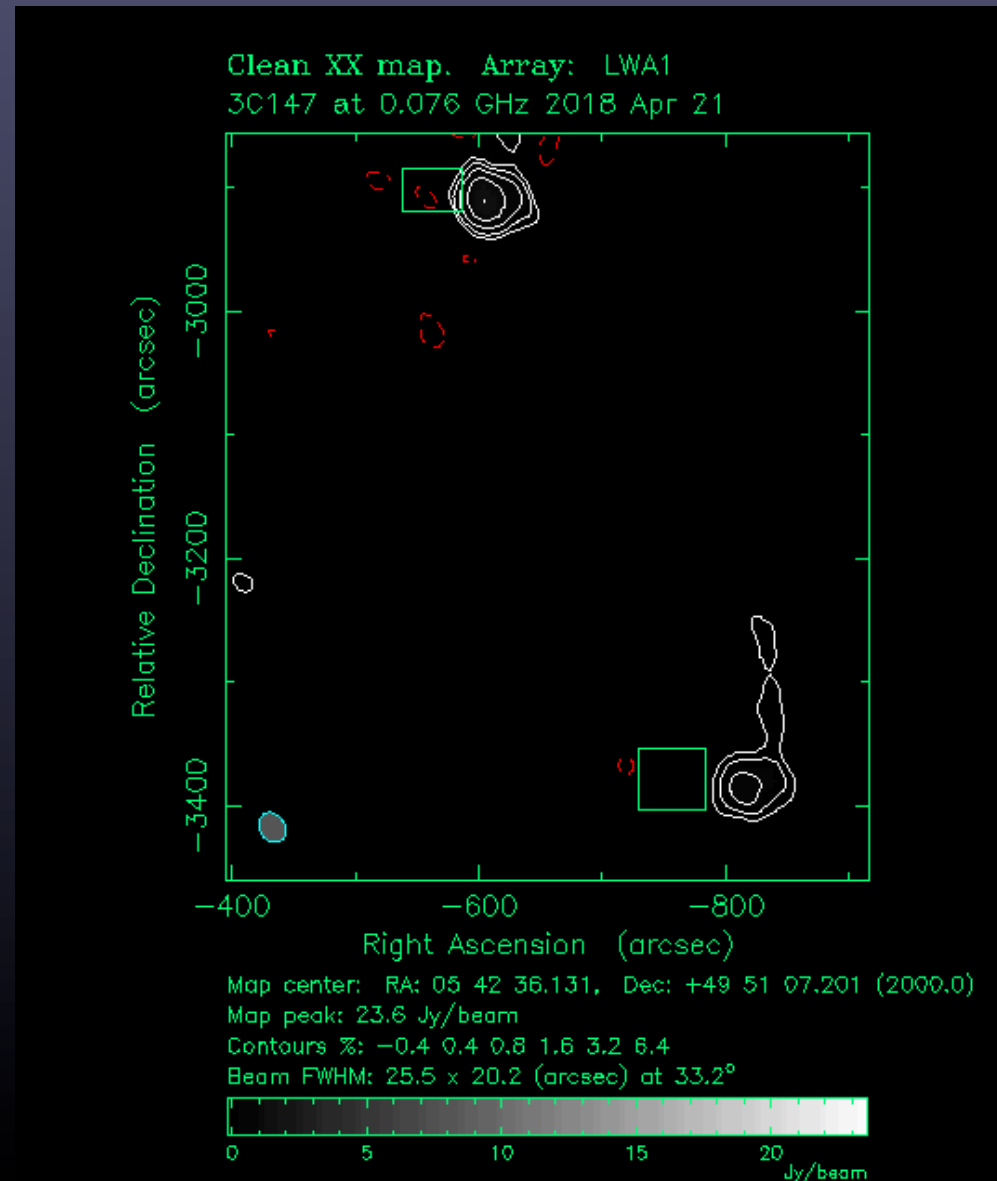 Clean XX map. Array: LWA1
3C147 at 0.076 GHz 2018 Apr 21
Relative Declination (arcsec)
−3000
−3200
−3400
−400 −600 −800
Right Ascension (arcsec)
Map center: RA: 05 42 36.131, Dec: +49 51 07.201 (2000.0)
Map peak: 23.6 Jy/beam
Contours %: −0.4 0.4 0.8 1.6 3.2 6.4
Beam FWHM: 25.5 x 20.2 (arcsec) at 33.2°
0 5 10 15 20
Jy/beam